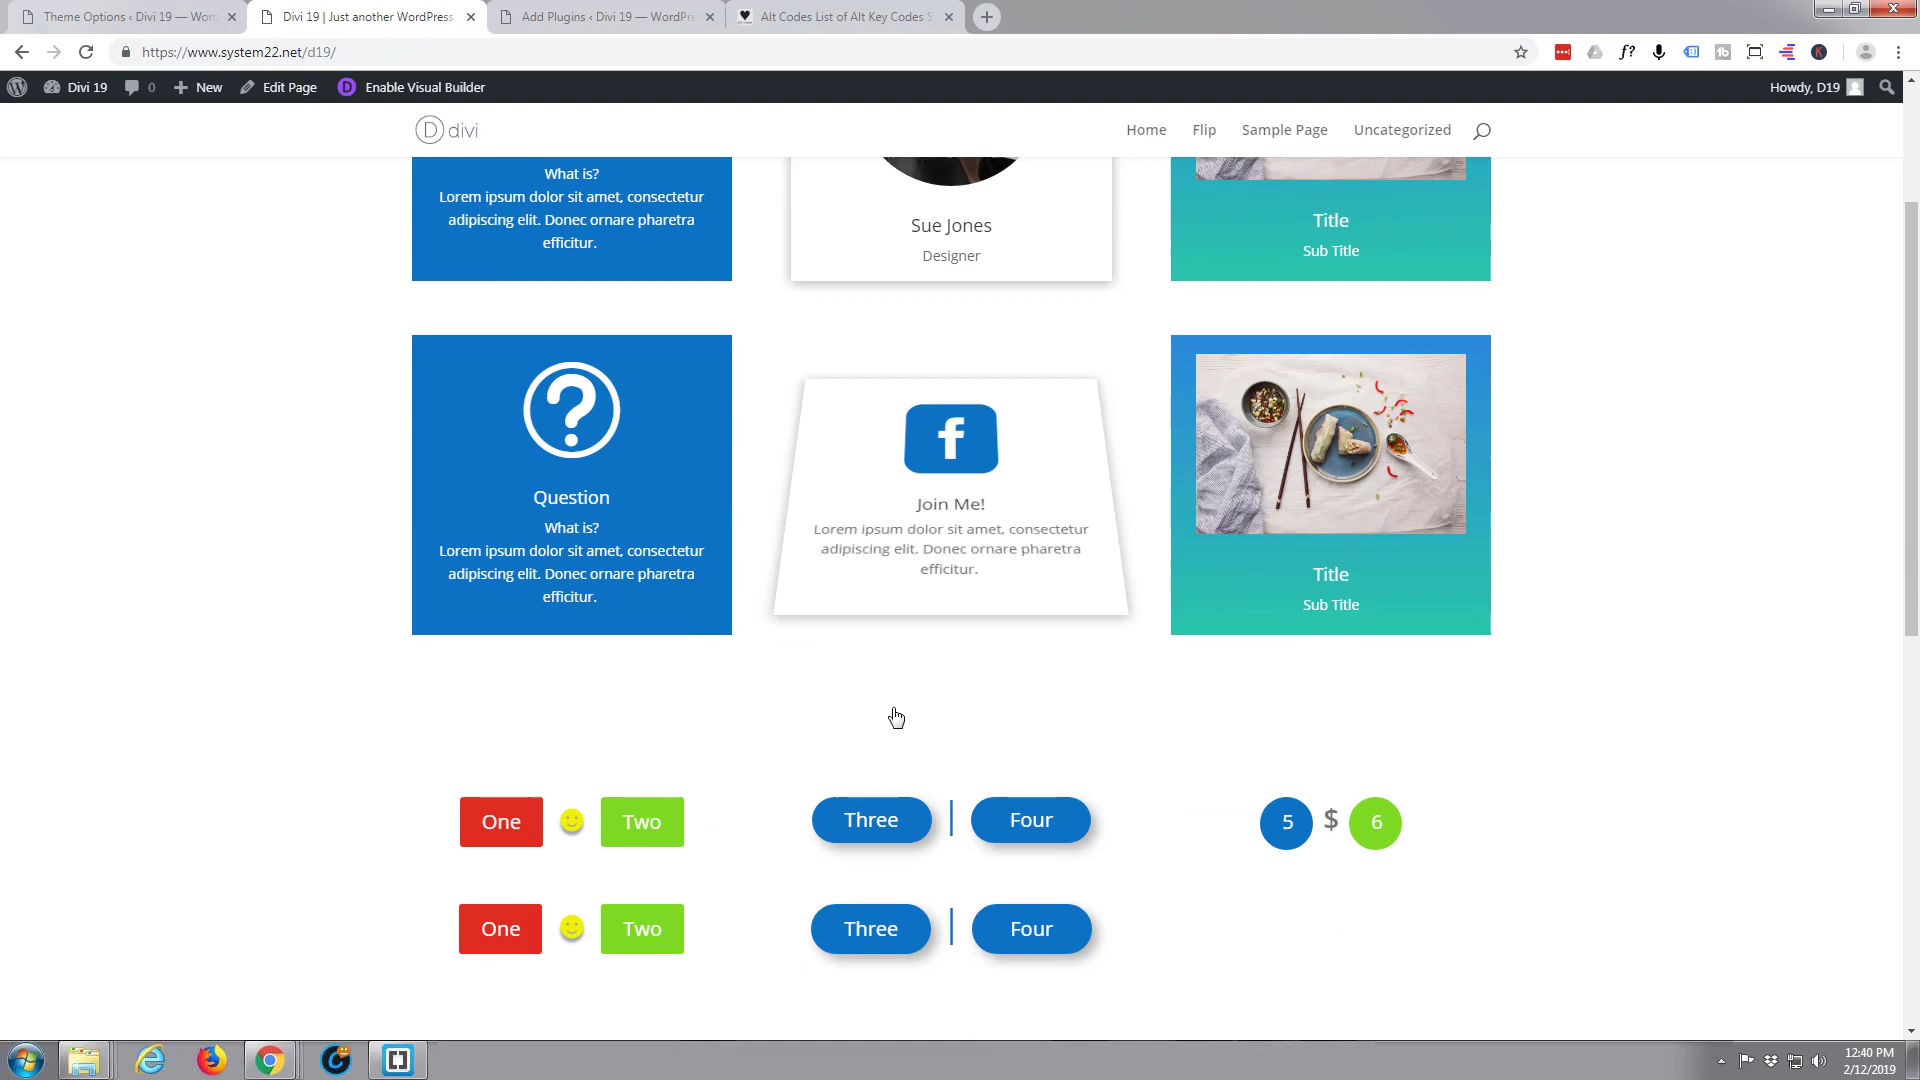 Theme Options ‹ Divi 19 — Wor
Divi 19 | Just another WordPress
Add Plugins ‹ Divi 19 — WordPre
Alt Codes List of Alt Key Codes S
https://www.system22.net/d19/
Divi 19
0
New
Edit Page
Enable Visual Builder
Howdy, D19
divi
Home
Flip
Sample Page
Uncategorized
What is?
Lorem ipsum dolor sit amet, consectetur
adipiscing elit. Donec ornare pharetra
efficitur.
Sue Jones
Designer
Title
Sub Title
Question
What is?
Lorem ipsum dolor sit amet, consectetur
adipiscing elit. Donec ornare pharetra
efficitur.
Join Me!
Lorem ipsum dolor sit amet, consectetur
adipiscing elit. Donec ornare pharetra
efficitur.
Title
Sub Title
One
Two
Three
|
Four
5
$
6
One
Two
Three
|
Four
12:40 PM
2/12/2019